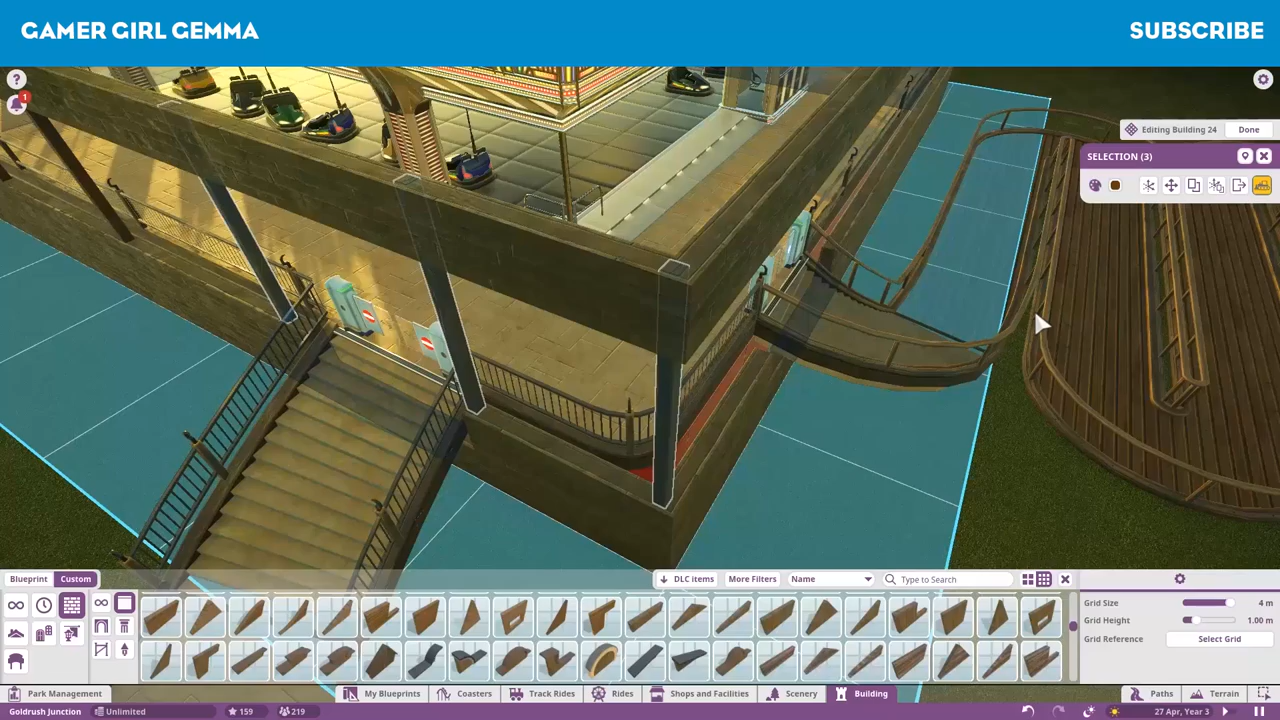 GAMER GIRL GEMMA
SUBSCRIBE
?
1
Editing Building 24
Done
SELECTION (3)
Blueprint
Custom
DLC items
More Filters
Name
Type to Search
Grid Size
4 m
Grid Height
1.00 m
Grid Reference
Select Grid
Park Management
My Blueprints
Coasters
Track Rides
Rides
Shops and Facilities
Scenery
Building
Paths
Terrain
Goldrush Junction
Unlimited
159
219
27 Apr, Year 3